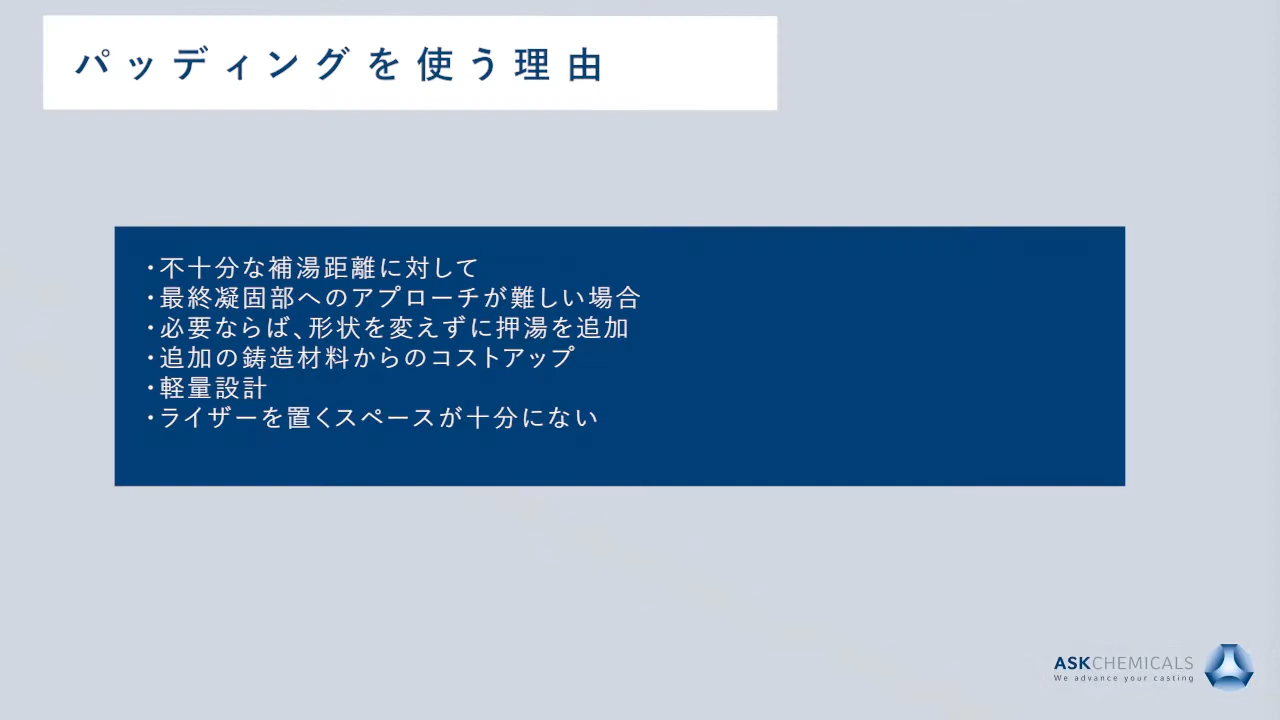 パッディングを使う理由
・不十分な補湯距離に対して
・最終凝固部へのアプローチが難しい場合
・必要ならば、形状を変えずに押湯を追加
・追加の鋳造材料からのコストアップ
・軽量設計
・ライザーを置くスペースが十分にない
ASKCHEMICALS
We advance your casting